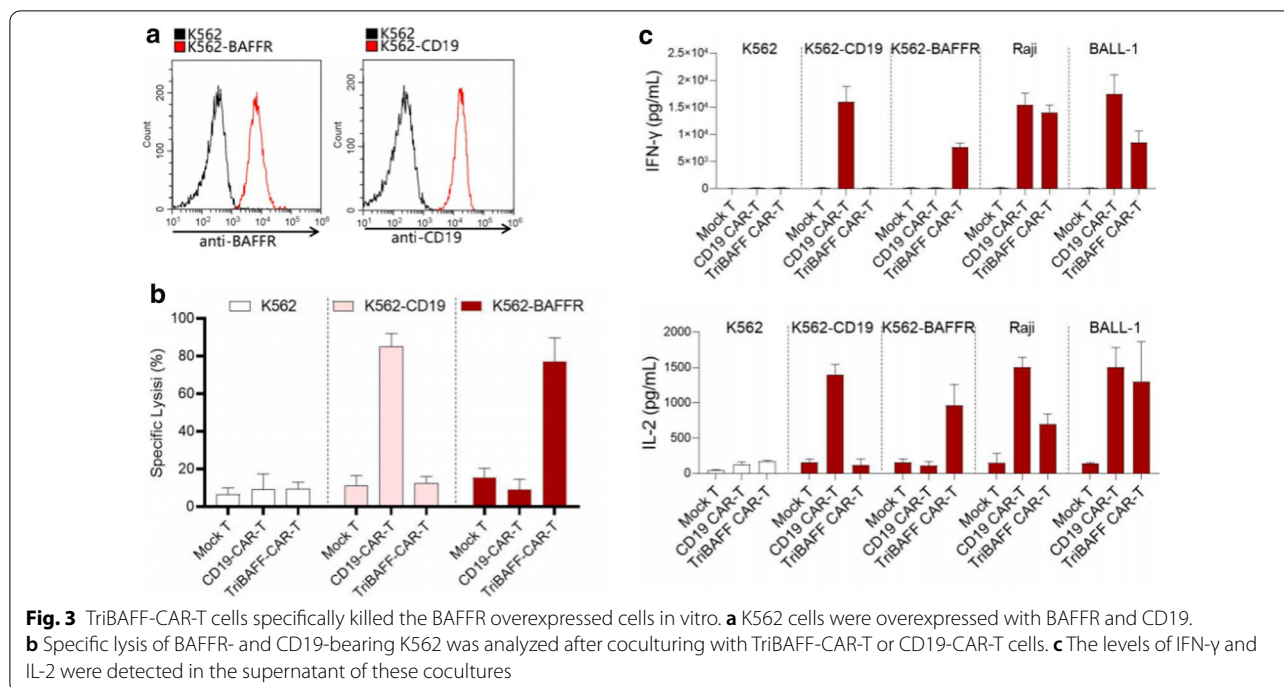 a
K562
K562-BAFFR
K562
K562-CD19
Count
200
100
0
10¹ 10² 10³ 10⁴ 10⁵ 10⁶
anti-BAFFR
Count
200
100
0
10¹ 10² 10³ 10⁴ 10⁵ 10⁶
anti-CD19
b
K562 K562-CD19 K562-BAFFR
Specific Lysisi (%)
100
80
60
40
20
0
Mock T CD19-CAR-T TriBAFF-CAR-T Mock T CD19-CAR-T TriBAFF-CAR-T Mock T CD19-CAR-T TriBAFF-CAR-T
c
K562 K562-CD19 K562-BAFFR Raji BALL-1
IFN-γ (pg/mL)
2.5×10⁴
2×10⁴
1.5×10⁴
1×10⁴
5×10³
0
Mock T CD19 CAR-T TriBAFF CAR-T Mock T CD19 CAR-T TriBAFF CAR-T Mock T CD19 CAR-T TriBAFF CAR-T Mock T CD19 CAR-T TriBAFF CAR-T Mock T CD19 CAR-T TriBAFF CAR-T
K562 K562-CD19 K562-BAFFR Raji BALL-1
IL-2 (pg/mL)
2000
1500
1000
500
0
Mock T CD19 CAR-T TriBAFF CAR-T Mock T CD19 CAR-T TriBAFF CAR-T Mock T CD19 CAR-T TriBAFF CAR-T Mock T CD19 CAR-T TriBAFF CAR-T Mock T CD19 CAR-T TriBAFF CAR-T
Fig. 3 TriBAFF-CAR-T cells specifically killed the BAFFR overexpressed cells in vitro. a K562 cells were overexpressed with BAFFR and CD19.
b Specific lysis of BAFFR- and CD19-bearing K562 was analyzed after coculturing with TriBAFF-CAR-T or CD19-CAR-T cells. c The levels of IFN-γ and
IL-2 were detected in the supernatant of these cocultures